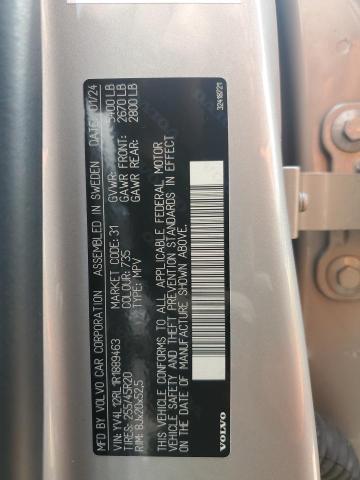 MFD BY VOLVO CAR CORPORATION ASSEMBLED IN SWEDEN DATE: 01/24
VIN: YV4L12RL1R1889463 MARKET CODE: 31 GVWR: 5400 LB
TIRES: 255/45R20 COLOUR: 735 GAWR FRONT: 2670 LB
RIM: 8Jx20x52,5 TYPE: MPV GAWR REAR: 2800 LB
THIS VEHICLE CONFORMS TO ALL APPLICABLE FEDERAL MOTOR
VEHICLE SAFETY AND THEFT PREVENTION STANDARDS IN EFFECT
ON THE DATE OF MANUFACTURE SHOWN ABOVE.
VOLVO
32418721